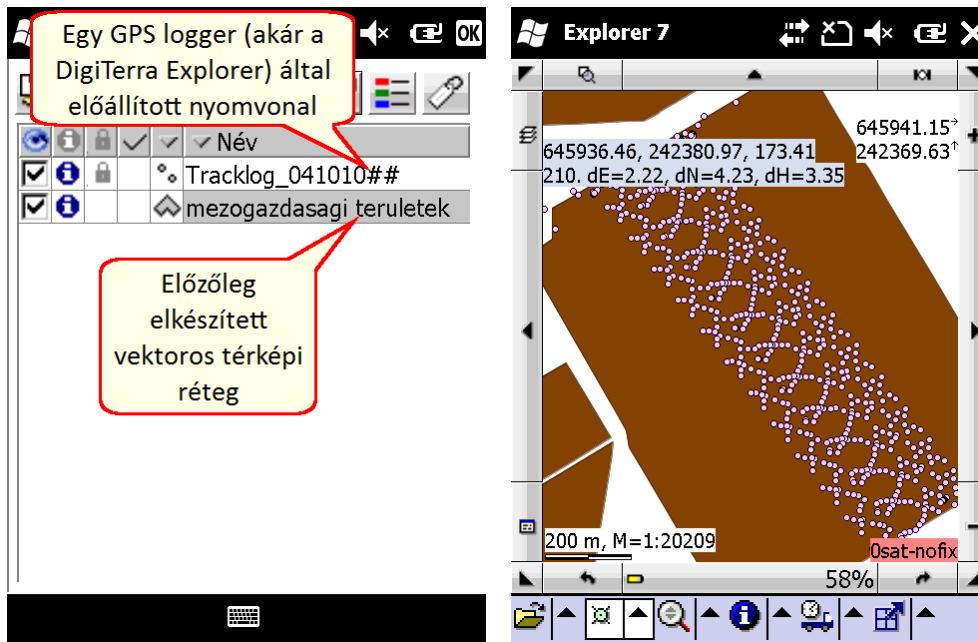 OK
Egy GPS logger (akár a
DigiTerra Explorer) által
előállított nyomvonal
Név
Tracklog_041010##
mezogazdasagi teruletek
Előzőleg
elkészített
vektoros térképi
réteg
Explorer 7
645941.15
242369.63
645936.46, 242380.97, 173.41
210. dE=2.22, dN=4.23, dH=3.35
200 m, M=1:20209
0sat-nofix
58%